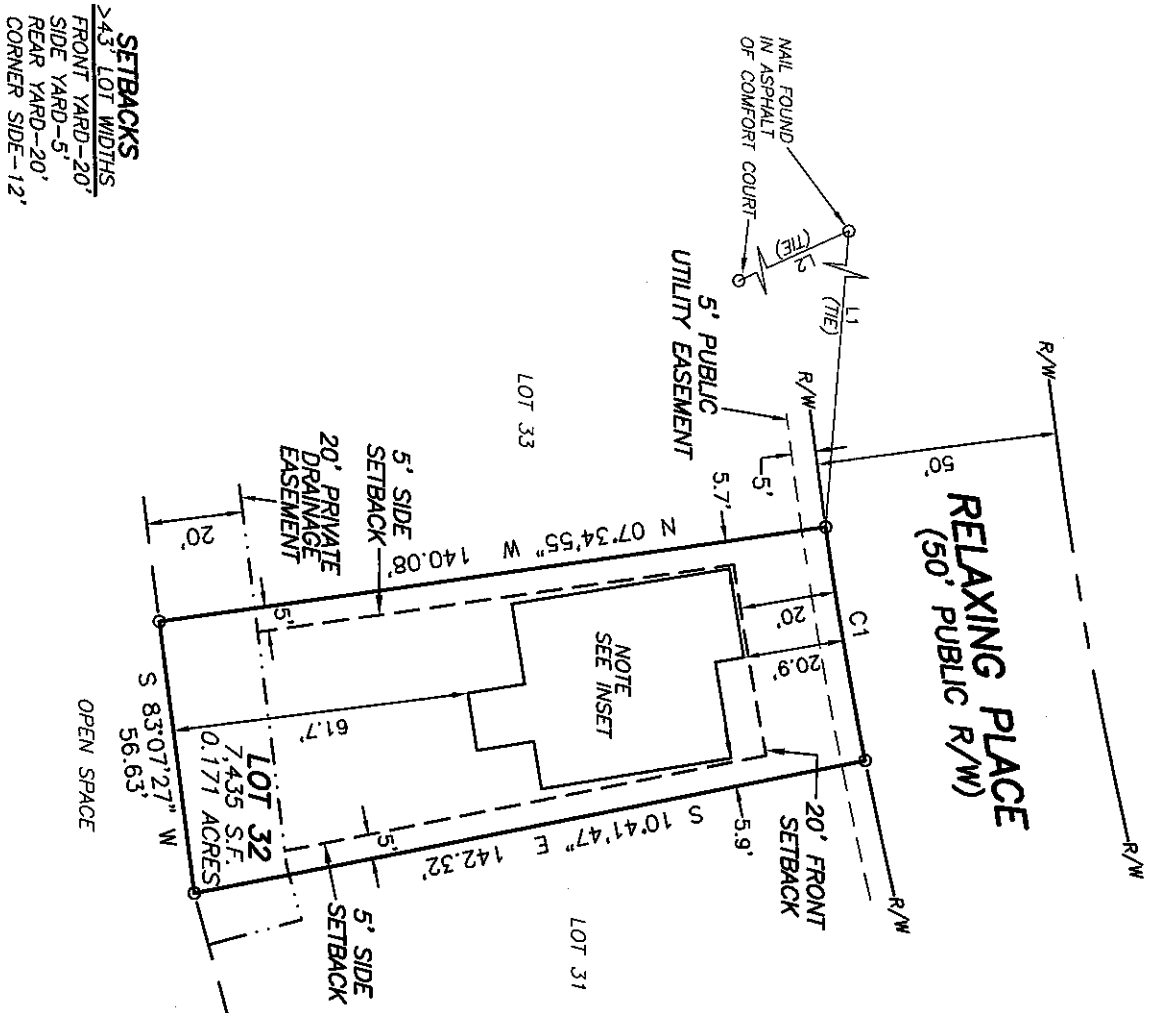 SETBACKS
>43' LOT WIDTHS
FRONT YARD-20'
SIDE YARD-5'
REAR YARD-20'
CORNER SIDE-12'
NAIL FOUND
IN ASPHALT
OF COMFORT COURT
L2
(TIE)
L1
(TIE)
R/W
R/W
50'
RELAXING PLACE
(50' PUBLIC R/W)
R/W
R/W
5' PUBLIC
UTILITY EASEMENT
5'
5.7'
C1
20'
20.9'
20' FRONT
SETBACK
5.9'
LOT 33
N 07°34'55" W 140.08'
5' SIDE
SETBACK
20' PRIVATE
DRAINAGE
EASEMENT
20'
5'
SEE INSET
NOTE
61.7'
LOT 32
7,435 S.F.
0.171 ACRES
S 83°07'27" W
56.63'
OPEN SPACE
S 10°41'47" E 142.32'
5'
5' SIDE
SETBACK
LOT 31